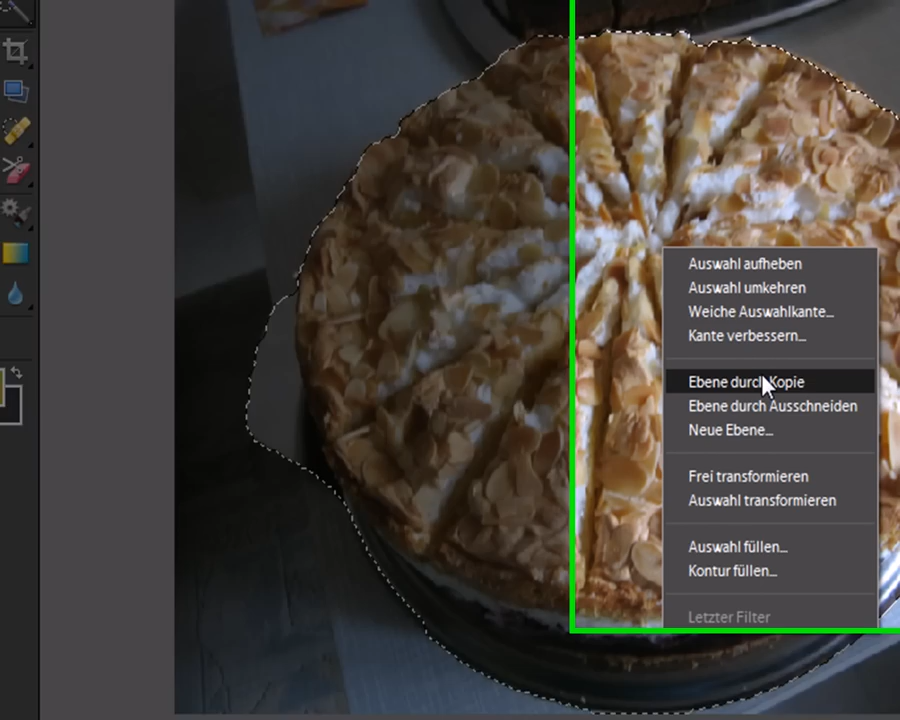 Auswahl aufheben
Auswahl umkehren
Weiche Auswahlkante...
Kante verbessern...
Ebene durch Kopie
Ebene durch Ausschneiden
Neue Ebene...
Frei transformieren
Auswahl transformieren
Auswahl füllen...
Kontur füllen...
Letzter Filter